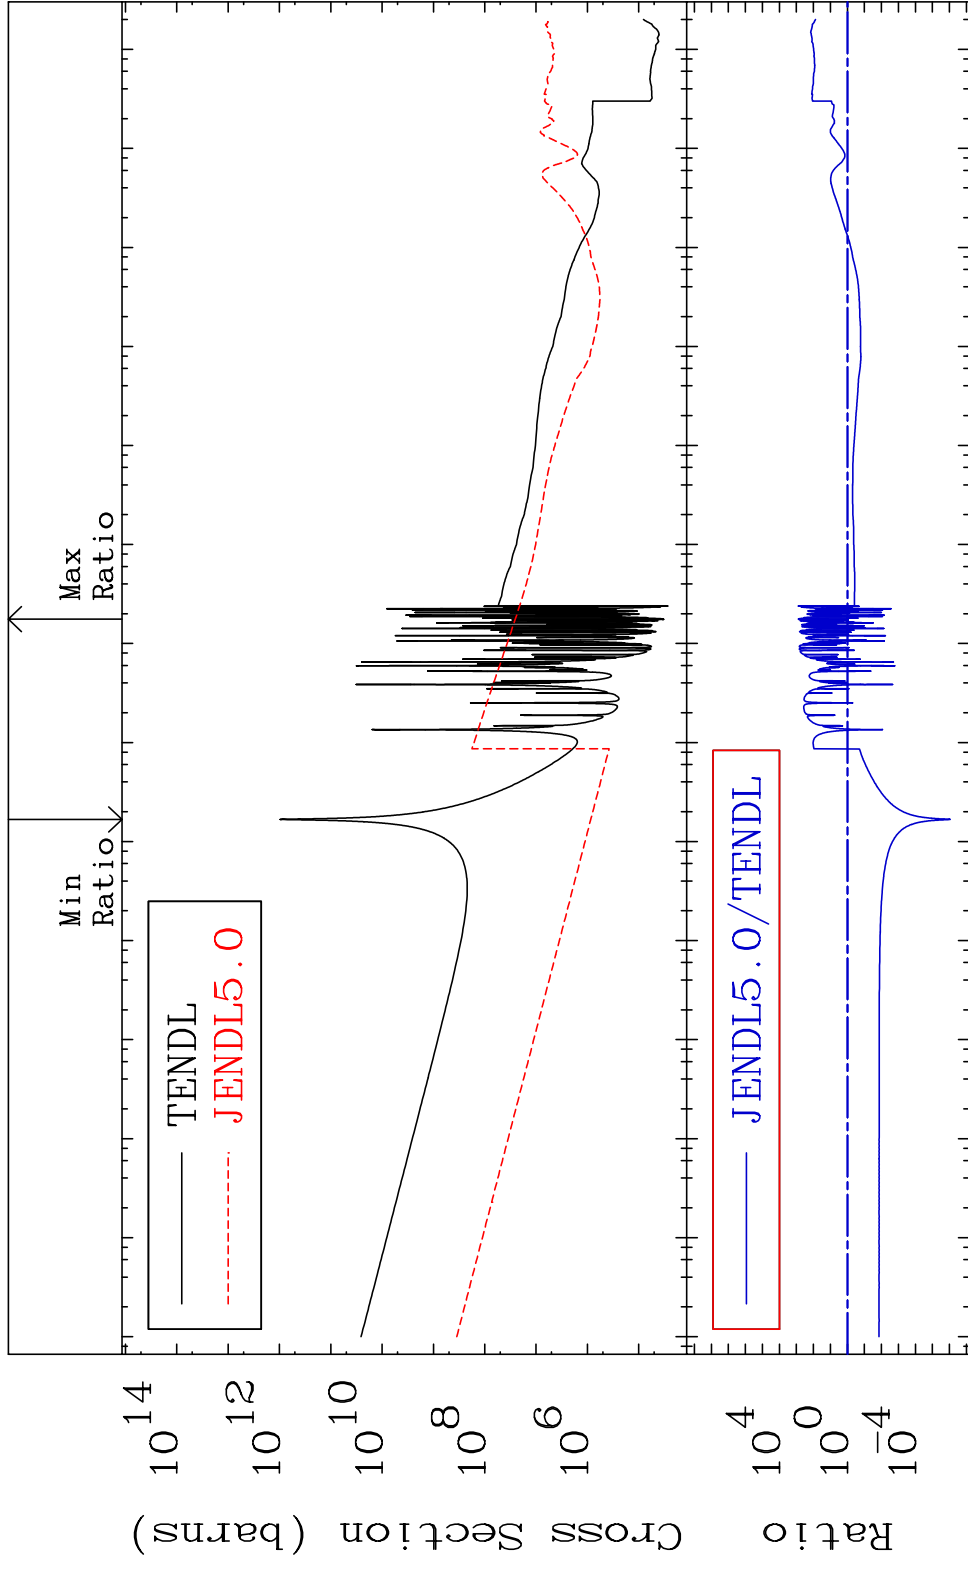 Min
Ratio
Max
Ratio
TENDL
JENDL5.0
10^14
10^12
10^10
10^8
10^6
Cross Section (barns)
JENDL5.0/TENDL
10^4
10^0
10^-4
Ratio